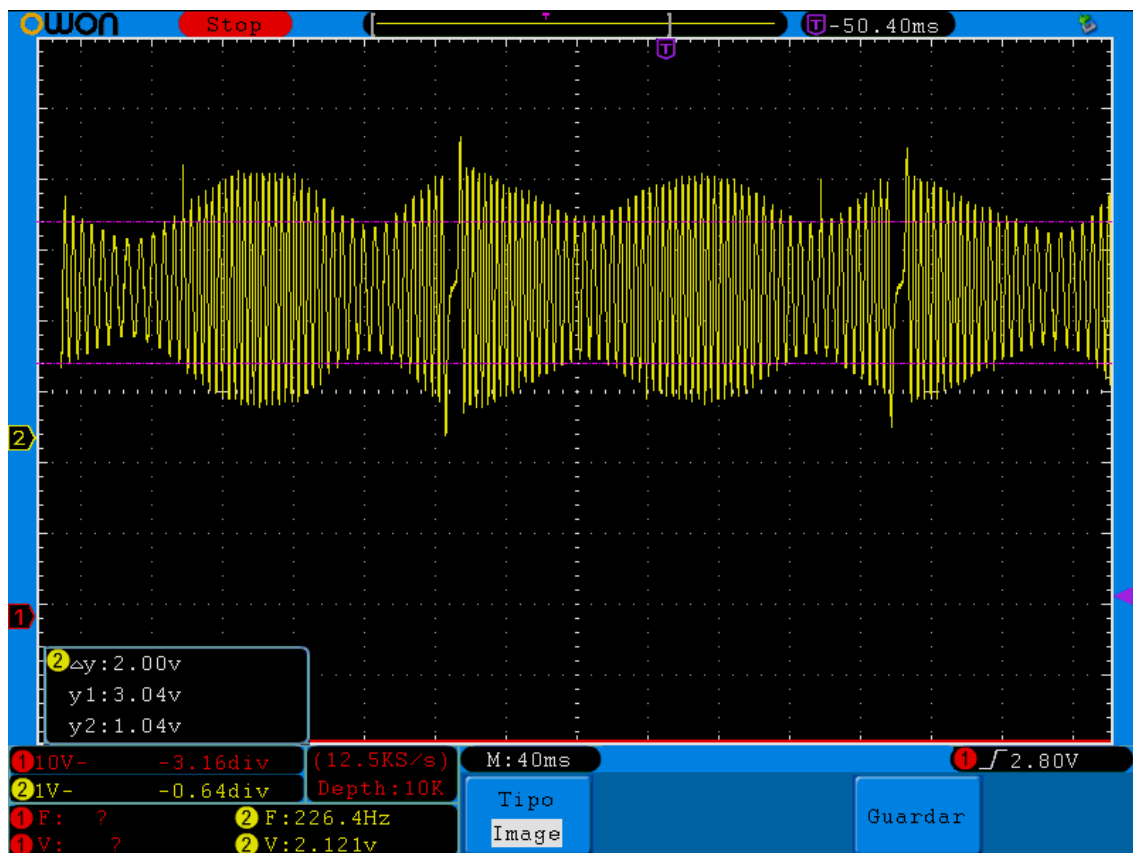 OWON Stop T -50.40ms
T
T
2
1
2 △y:2.00v
y1:3.04v
y2:1.04v
1 10V- -3.16div (12.5KS/s) M:40ms 1 2.80V
2 1V- -0.64div Depth:10K
1 F: ? 2 F:226.4Hz
1 V: ? 2 V:2.121v
Tipo
Image
Guardar